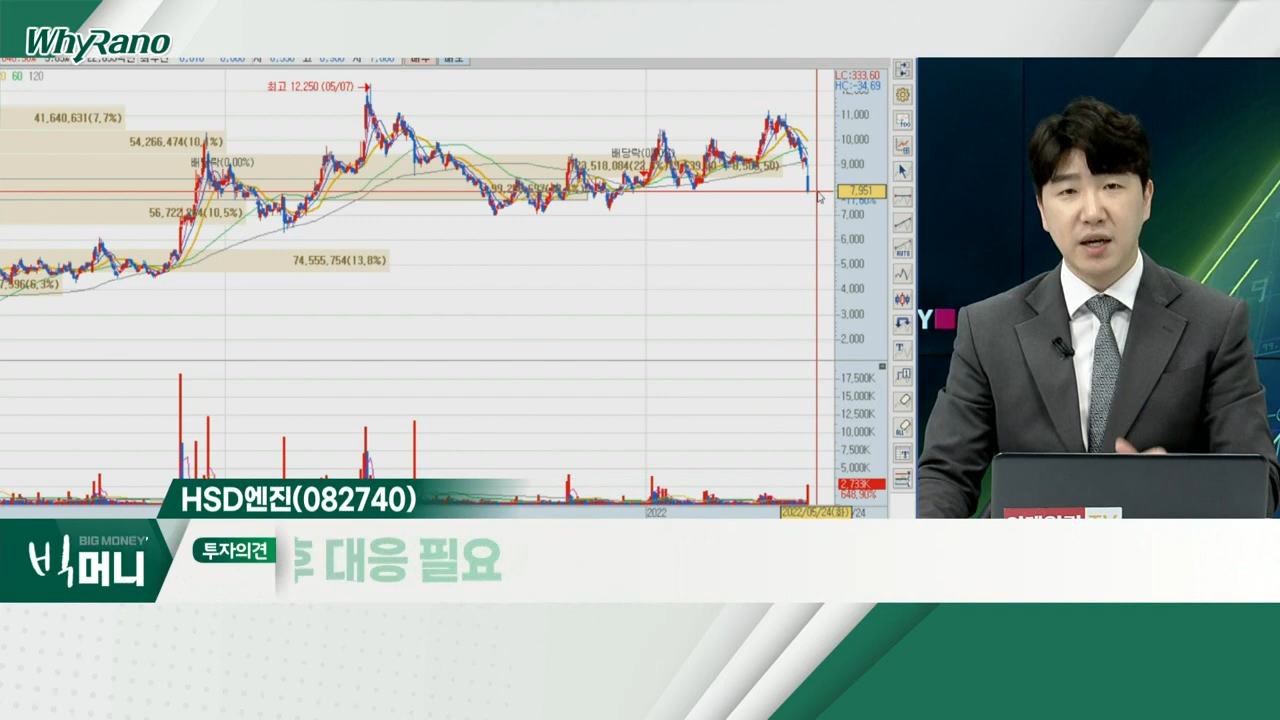 WhyRano
60 120
LC:333.60
HC:-34.69
최고 12,250 (05/07)
41,640,631(7.7%)
54,266,474(10.1%)
배당락(0.00%)
배당락
74,555,754(13.8%)
11,000
10,000
9,000
7,951
7,000
6,000
5,000
4,000
3,000
2,000
17,500K
15,000K
12,500K
10,000K
7,500K
5,000K
2,733K
648.90%
2022
2022/05/24(화)
/24
AUTO
ALL
Y
HSD엔진(082740)
BIG MONEY
빅머니
투자의견
대응 필요